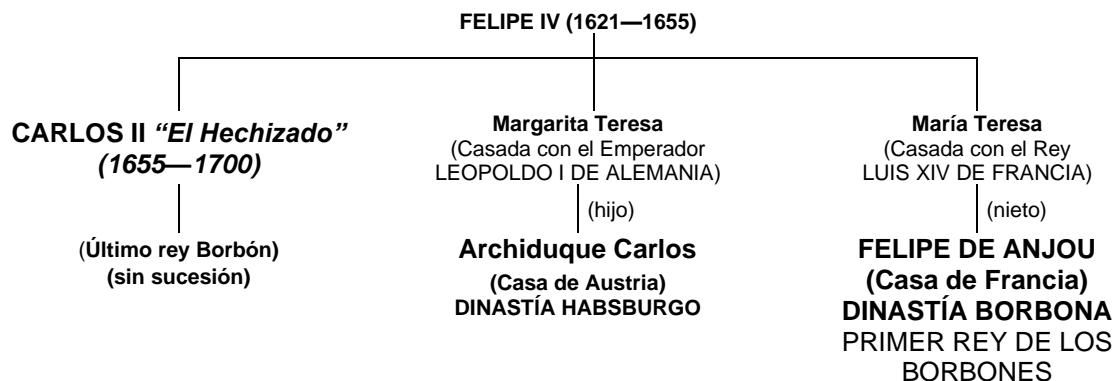 FELIPE IV (1621—1655)
CARLOS II “El Hechizado”
(1655—1700)
(Último rey Borbón)
(sin sucesión)
Margarita Teresa
(Casada con el Emperador
LEOPOLDO I DE ALEMANIA)
(hijo)
Archiduque Carlos
(Casa de Austria)
DINASTÍA HABSBURGO
María Teresa
(Casada con el Rey
LUIS XIV DE FRANCIA)
(nieto)
FELIPE DE ANJOU
(Casa de Francia)
DINASTÍA BORBONA
PRIMER REY DE LOS
BORBONES